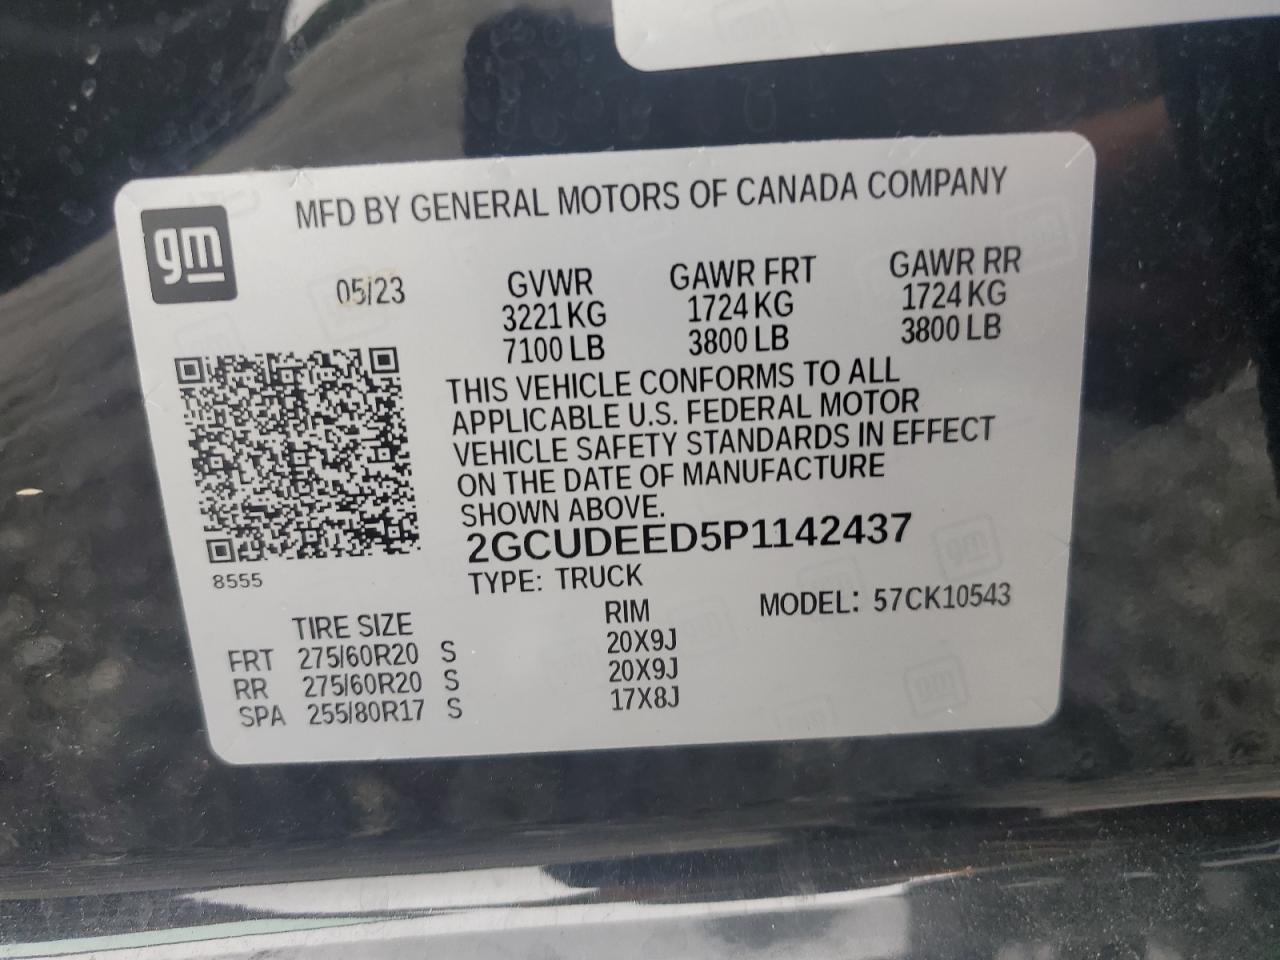 MFD BY GENERAL MOTORS OF CANADA COMPANY
gm
05/23
GVWR GAWR FRT GAWR RR
3221 KG 1724 KG 1724 KG
7100 LB 3800 LB 3800 LB
THIS VEHICLE CONFORMS TO ALL
APPLICABLE U.S. FEDERAL MOTOR
VEHICLE SAFETY STANDARDS IN EFFECT
ON THE DATE OF MANUFACTURE
SHOWN ABOVE.
2GCUDEED5P1142437
8555
TYPE: TRUCK
MODEL: 57CK10543
TIRE SIZE RIM
FRT 275/60R20 S 20X9J
RR 275/60R20 S 20X9J
SPA 255/80R17 S 17X8J